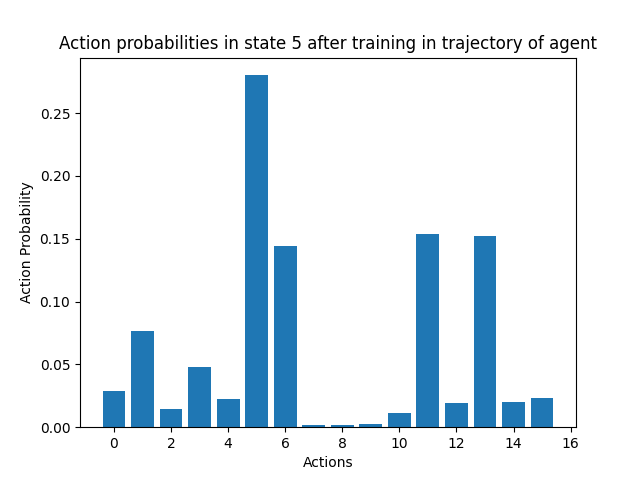 Action probabilities in state 5 after training in trajectory of agent
0.25
0.20
0.15
0.10
0.05
0.00
Action Probability
0 2 4 6 8 10 12 14 16
Actions